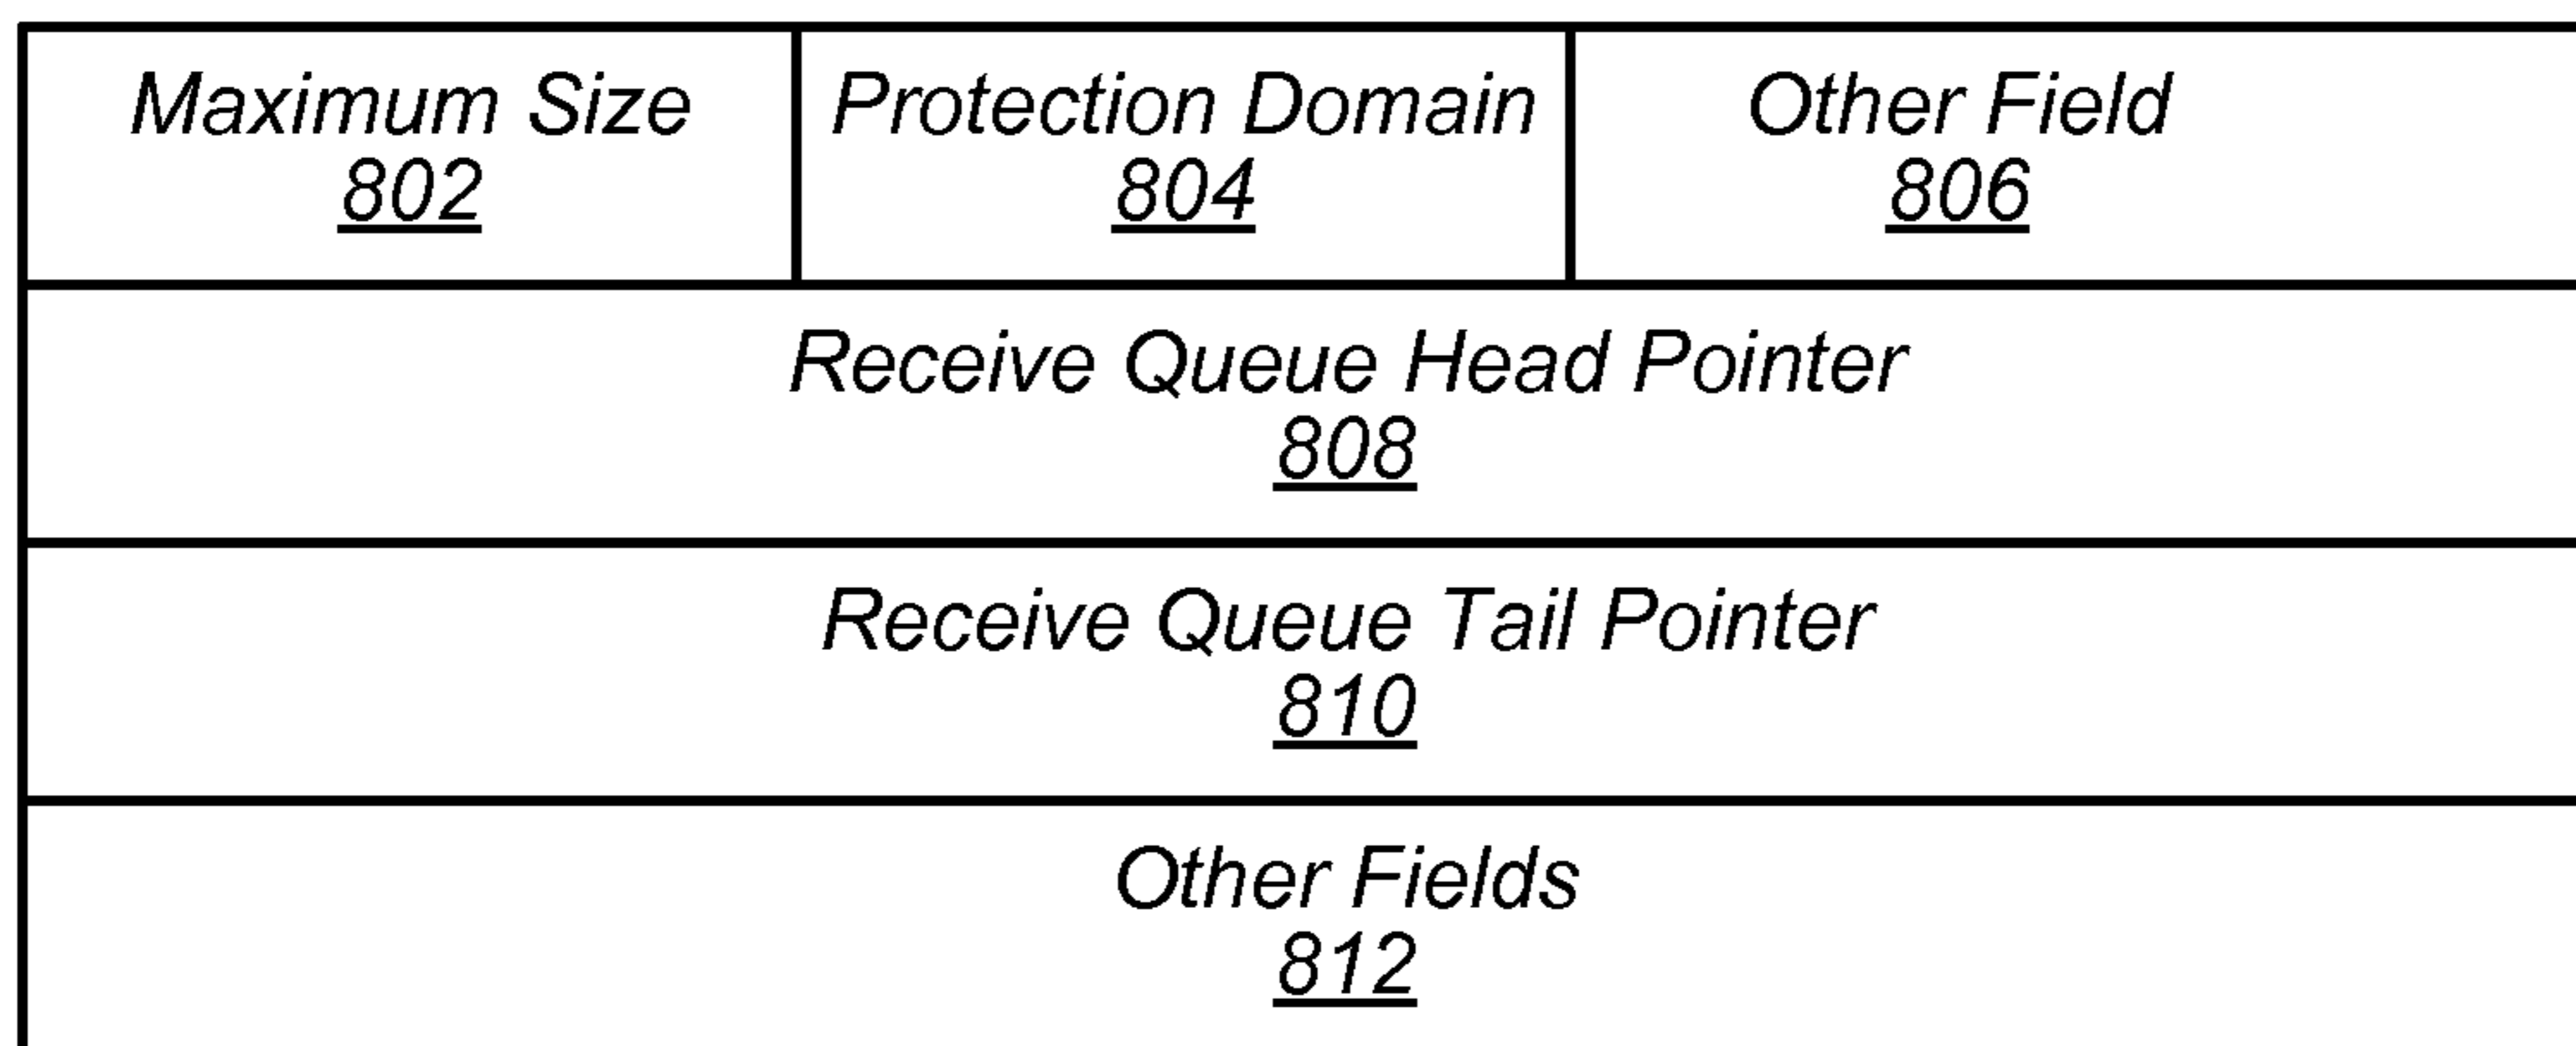 Maximum Size
802
Protection Domain
804
Other Field
806
Receive Queue Head Pointer
808
Receive Queue Tail Pointer
810
Other Fields
812